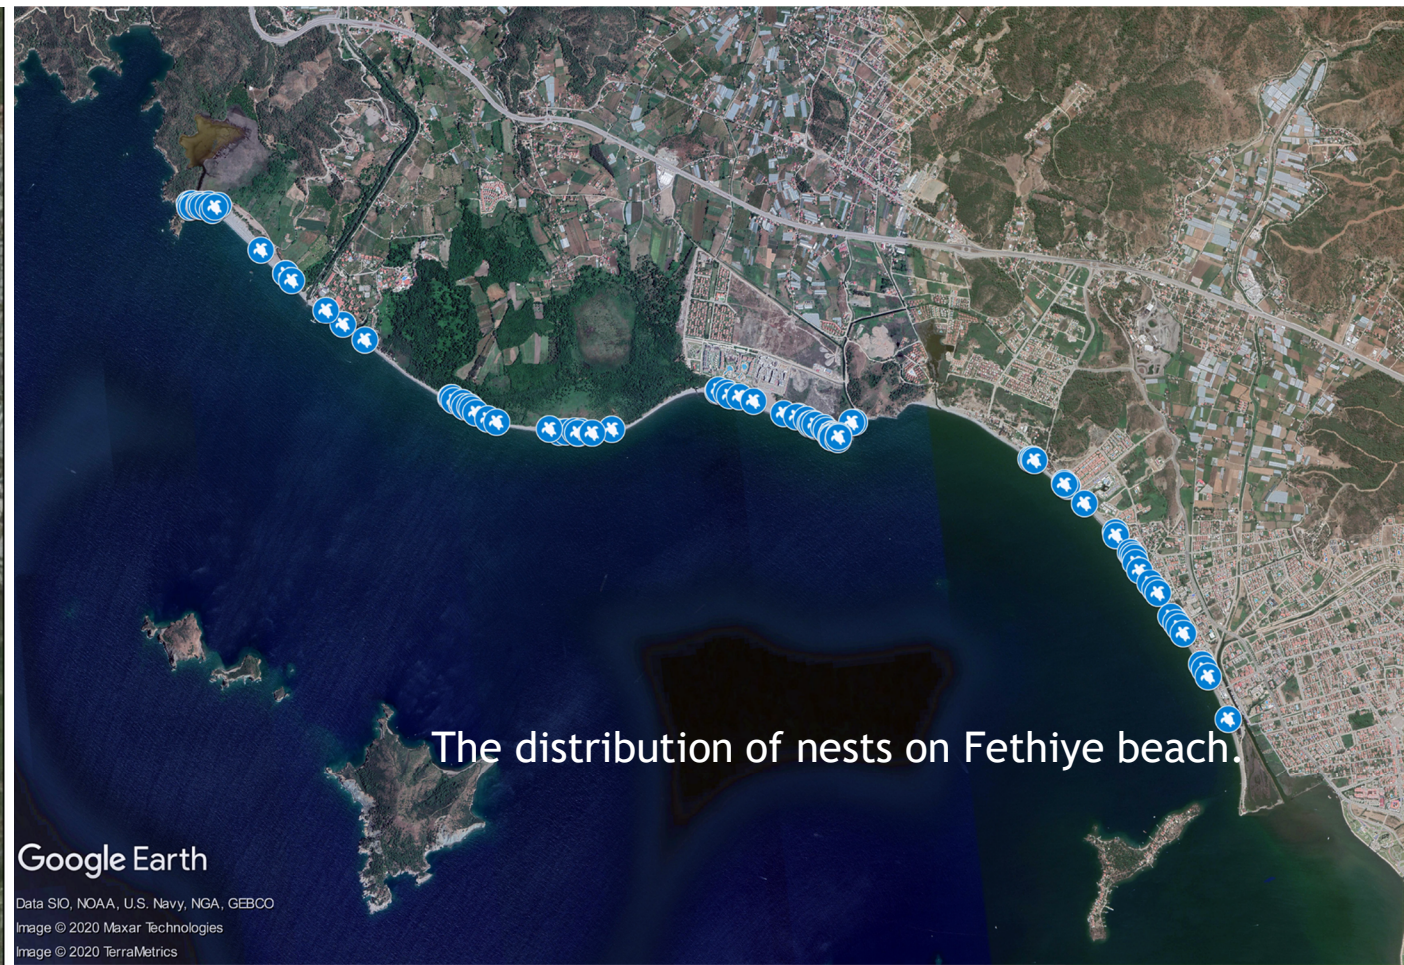 The distribution of nests on Fethiye beach.
Google Earth
Data SIO, NOAA, U.S. Navy, NGA, GEBCO
Image © 2020 Maxar Technologies
Image © 2020 TerraMetrics